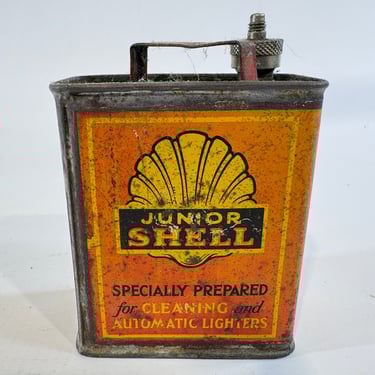 JUNIOR
SHELL
SPECIALLY PREPARED
for CLEANING and
AUTOMATIC LIGHTERS